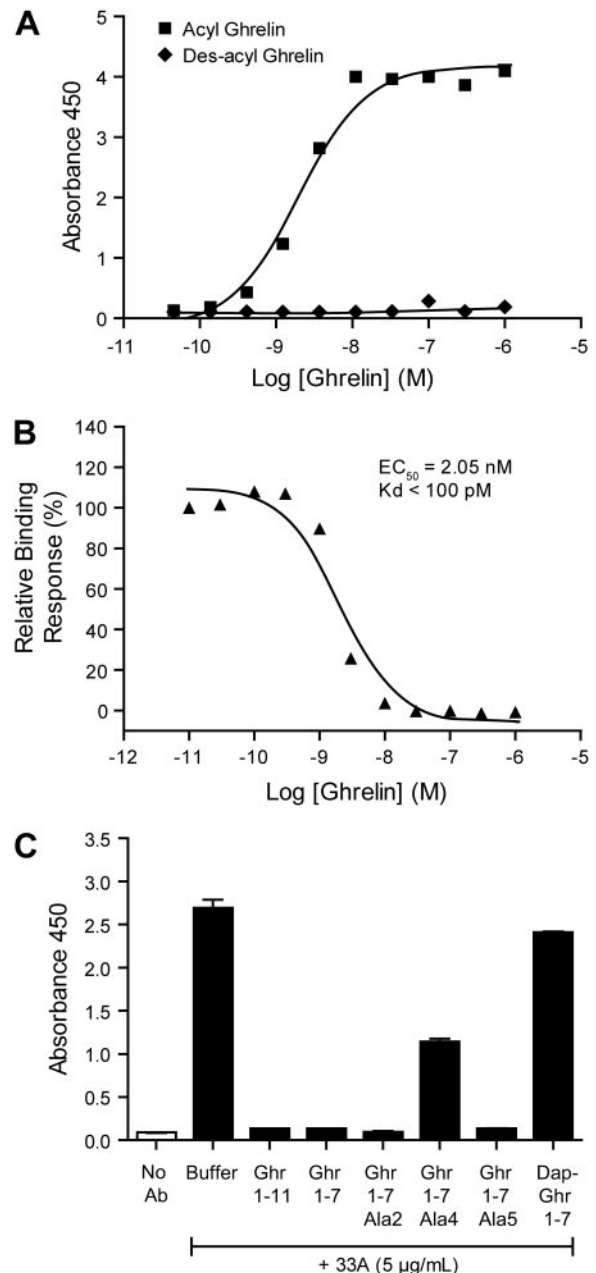 A
Acyl Ghrelin
Des-acyl Ghrelin
Absorbance 450
5
4
3
2
1
0
-11 -10 -9 -8 -7 -6 -5
Log [Ghrelin] (M)
B
Relative Binding
Response (%)
140
120
100
80
60
40
20
0
EC50 = 2.05 nM
Kd < 100 pM
-12 -11 -10 -9 -8 -7 -6 -5
Log [Ghrelin] (M)
C
Absorbance 450
3.5
3.0
2.5
2.0
1.5
1.0
0.5
0.0
No Buffer Ghr Ghr Ghr Ghr Ghr Dap-
Ab 1-11 1-7 1-7 1-7 1-7 Ghr
Ala2 Ala4 Ala5 1-7
+ 33A (5 µg/mL)